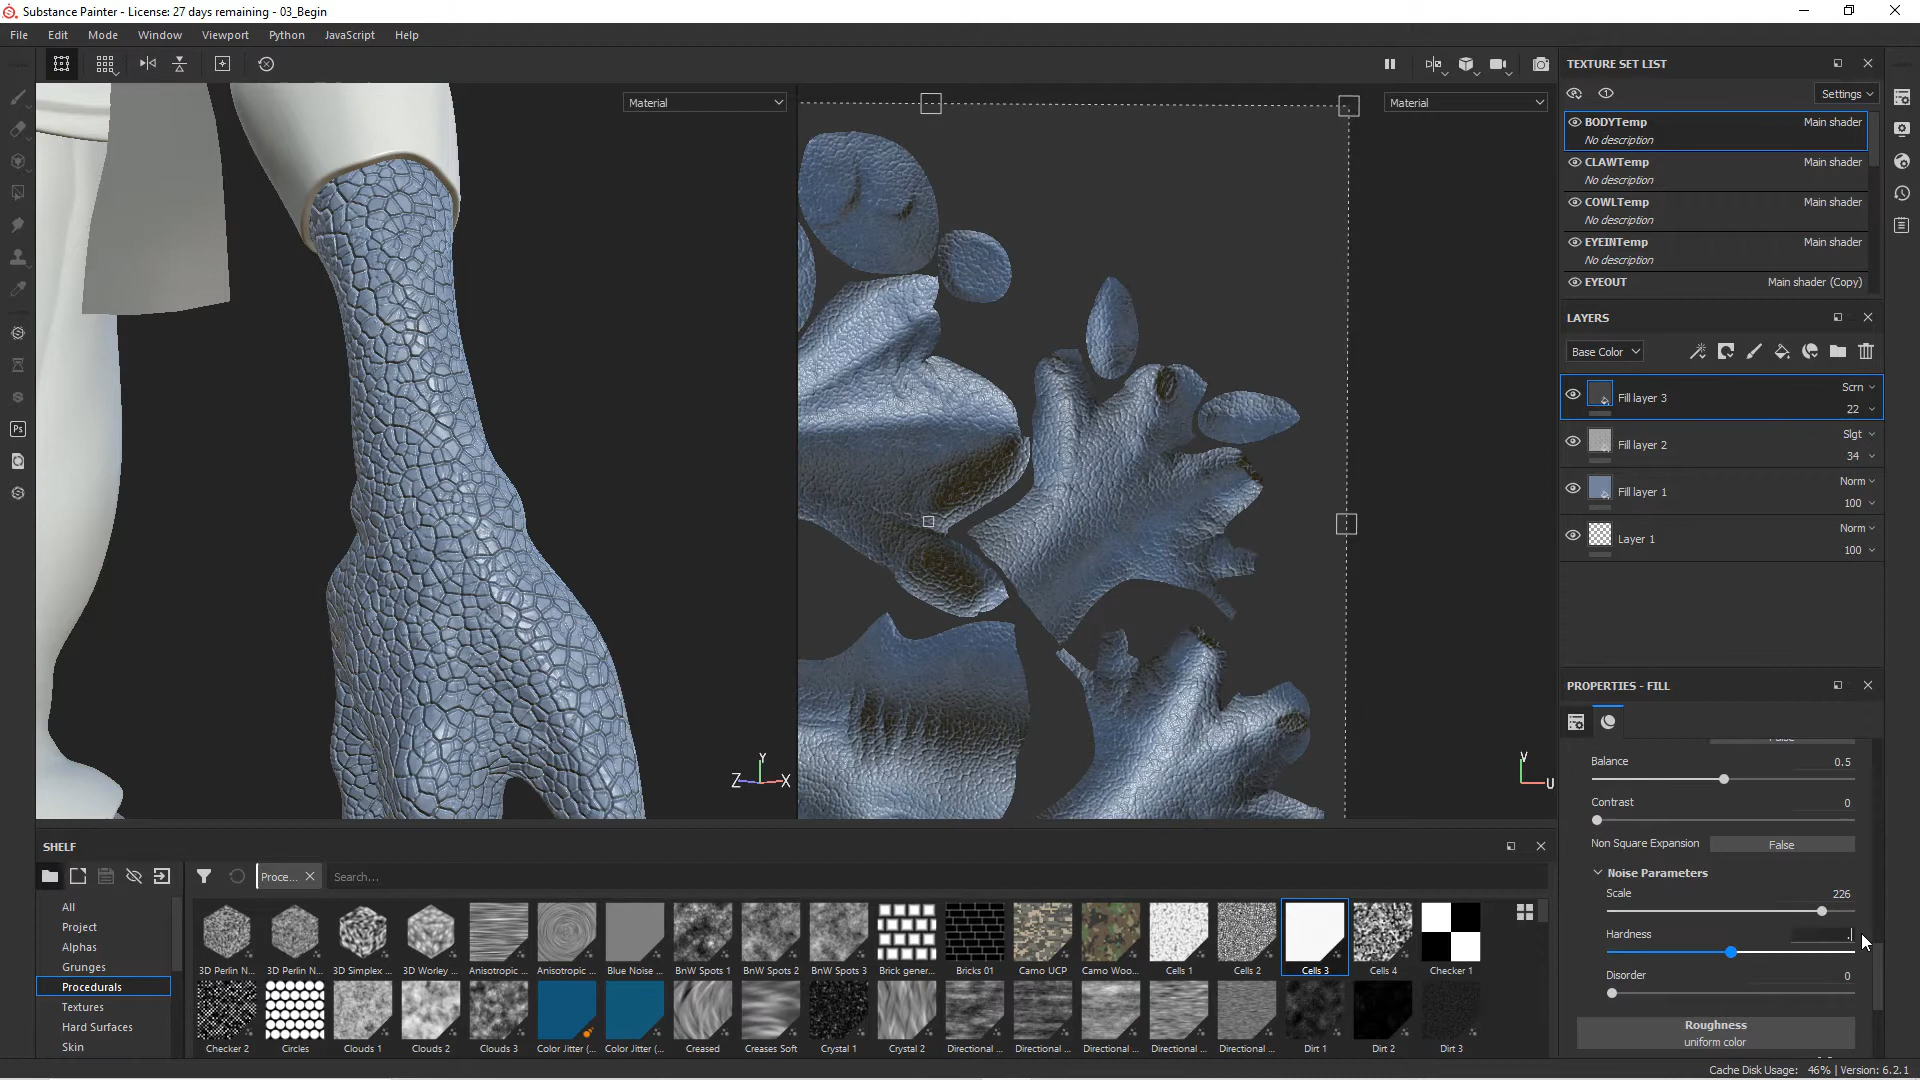 Substance Painter - License: 27 days remaining - 03_Begin
File Edit Mode Window Viewport Python JavaScript Help
Material
Material
TEXTURE SET LIST
Settings
BODYTemp Main shader
No description
CLAWTemp Main shader
No description
COWLTemp Main shader
No description
EYEINTemp Main shader
No description
EYEOUT Main shader (Copy)
LAYERS
Base Color
Fill layer 3 Scrn
22
Fill layer 2 Slgt
34
Fill layer 1 Norm
100
Layer 1 Norm
100
PROPERTIES - FILL
Balance 0.5
Contrast 0
Non Square Expansion False
Noise Parameters
Scale 226
Hardness .
Disorder 0
Roughness
uniform color
Y
Z X
V
U
Ps
SHELF
Proce... Search...
All
Project
Alphas
Grunges
Procedurals
Textures
Hard Surfaces
Skin
3D Perlin N... 3D Perlin N... 3D Simplex ... 3D Worley ... Anisotropic ... Anisotropic ... Blue Noise ... BnW Spots 1 BnW Spots 2 BnW Spots 3 Brick gener... Bricks 01 Camo UCP Camo Woo... Cells 1 Cells 2 Cells 3 Cells 4 Checker 1
Checker 2 Circles Clouds 1 Clouds 2 Clouds 3 Color Jitter (... Color Jitter (... Creased Creases Soft Crystal 1 Crystal 2 Directional ... Directional ... Directional ... Directional ... Directional ... Dirt 1 Dirt 2 Dirt 3
Cache Disk Usage: 46% | Version: 6.2.1